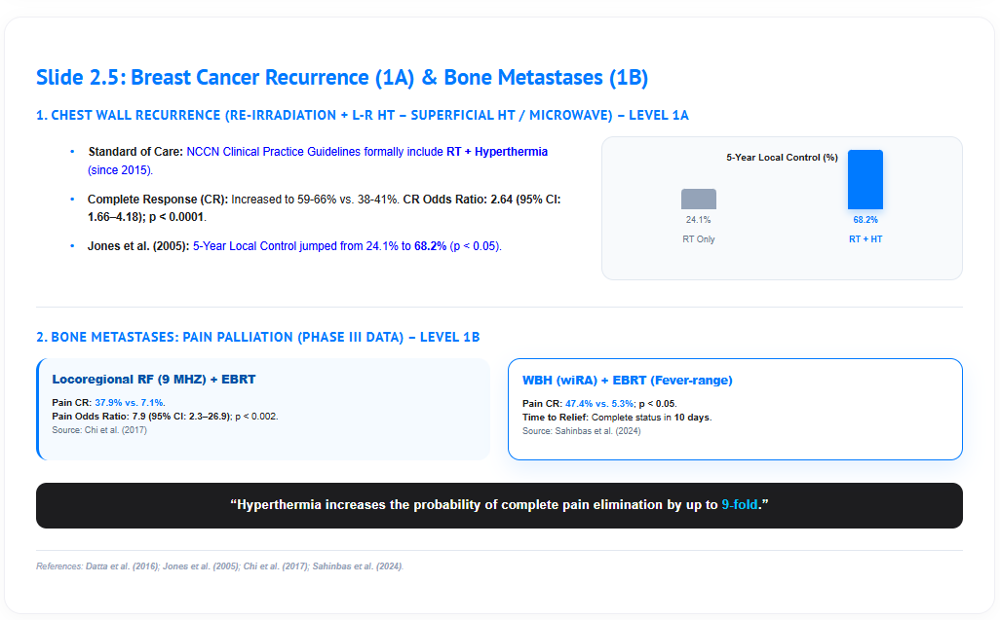 Slide 2.5: Breast Cancer Recurrence (1A) & Bone Metastases (1B)
1. CHEST WALL RECURRENCE (RE-IRRADIATION + L-R HT – SUPERFICIAL HT / MICROWAVE) – LEVEL 1A
• Standard of Care: NCCN Clinical Practice Guidelines formally include RT + Hyperthermia
(since 2015).
• Complete Response (CR): Increased to 59-66% vs. 38-41%. CR Odds Ratio: 2.64 (95% CI:
1.66–4.18); p < 0.0001.
• Jones et al. (2005): 5-Year Local Control jumped from 24.1% to 68.2% (p < 0.05).
5-Year Local Control (%)
24.1%
RT Only
68.2%
RT + HT
2. BONE METASTASES: PAIN PALLIATION (PHASE III DATA) – LEVEL 1B
Locoregional RF (9 MHZ) + EBRT
Pain CR: 37.9% vs. 7.1%.
Pain Odds Ratio: 7.9 (95% CI: 2.3–26.9); p < 0.002.
Source: Chi et al. (2017)
WBH (wIRA) + EBRT (Fever-range)
Pain CR: 47.4% vs. 5.3%; p < 0.05.
Time to Relief: Complete status in 10 days.
Source: Sahinbas et al. (2024)
“Hyperthermia increases the probability of complete pain elimination by up to 9-fold.”
References: Datta et al. (2016); Jones et al. (2005); Chi et al. (2017); Sahinbas et al. (2024).